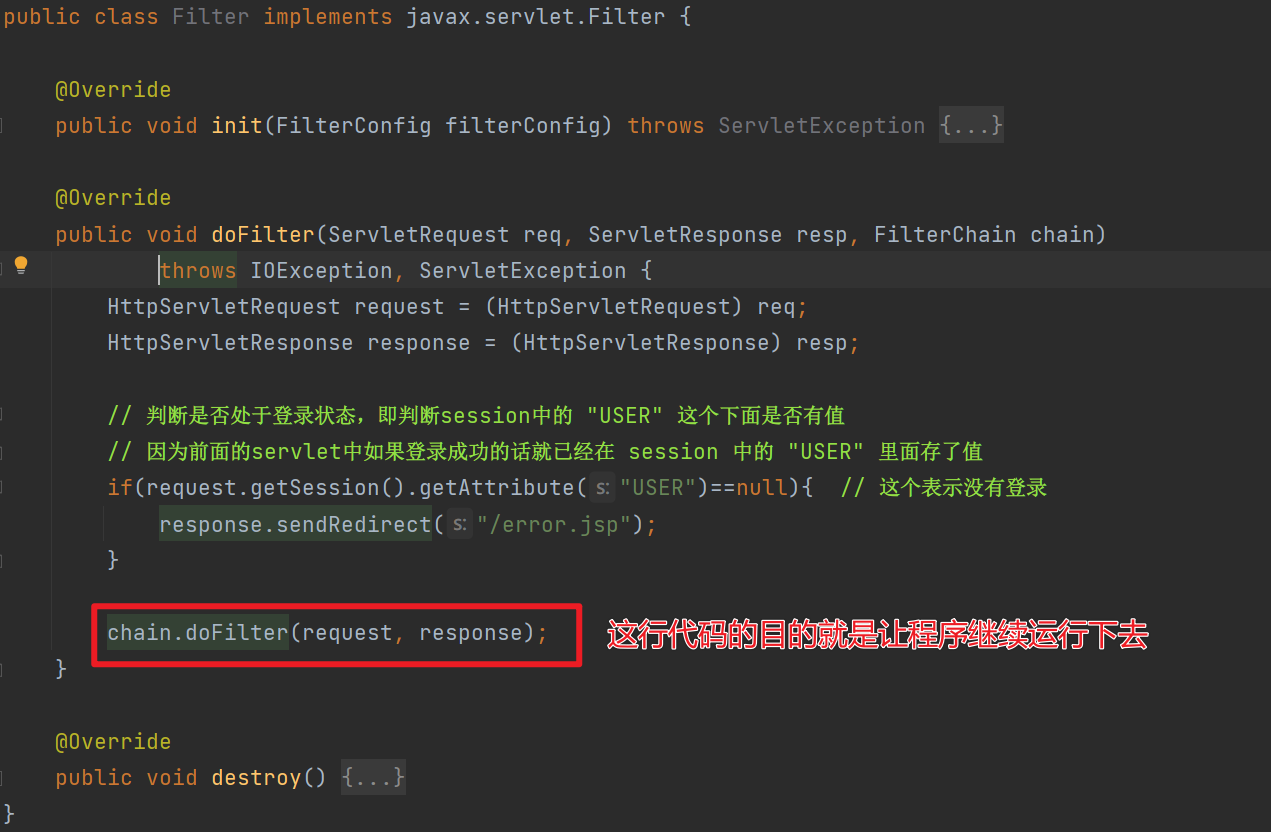 public class Filter implements javax.servlet.Filter {
@Override
public void init(FilterConfig filterConfig) throws ServletException {...}
@Override
public void doFilter(ServletRequest req, ServletResponse resp, FilterChain chain)
throws IOException, ServletException {
HttpServletRequest request = (HttpServletRequest) req;
HttpServletResponse response = (HttpServletResponse) resp;
// 判断是否处于登录状态，即判断session中的 "USER" 这个下面是否有值
// 因为前面的servlet中如果登录成功的话就已经在 session 中的 "USER" 里面存了值
if(request.getSession().getAttribute( s: "USER")==null){ // 这个表示没有登录
response.sendRedirect( s: "/error.jsp");
}
chain.doFilter(request, response); 这行代码的目的就是让程序继续运行下去
}
@Override
public void destroy() {...}
}